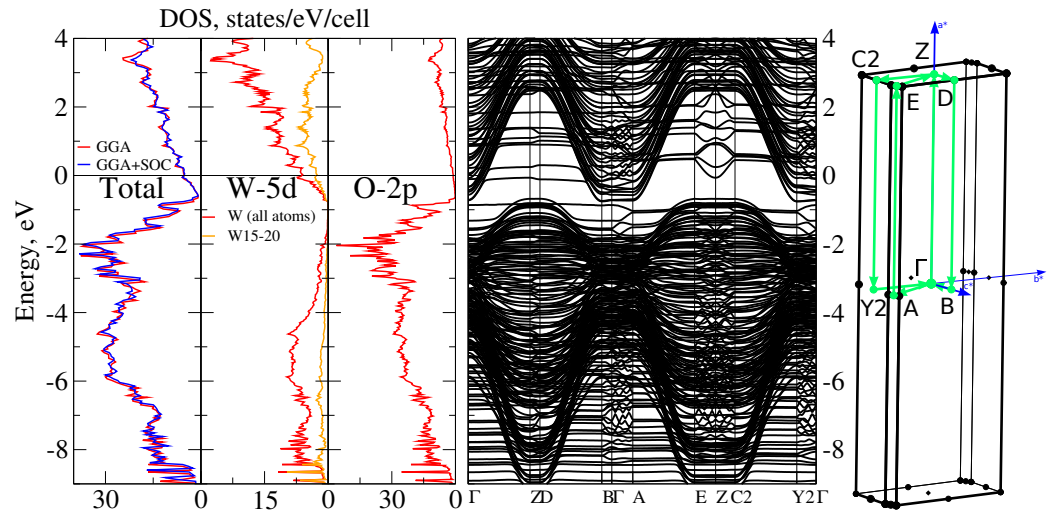 DOS, states/eV/cell
Energy, eV
4
2
0
-2
-4
-6
-8
GGA
GGA+SOC
Total
W-5d
O-2p
W (all atoms)
W15-20
30 0 15 0 30 0
Γ Z D B Γ A E Z C2 Y2 Γ
4
2
0
-2
-4
-6
-8
a*
Z
C2
E D
Γ
c* b*
Y2 A B